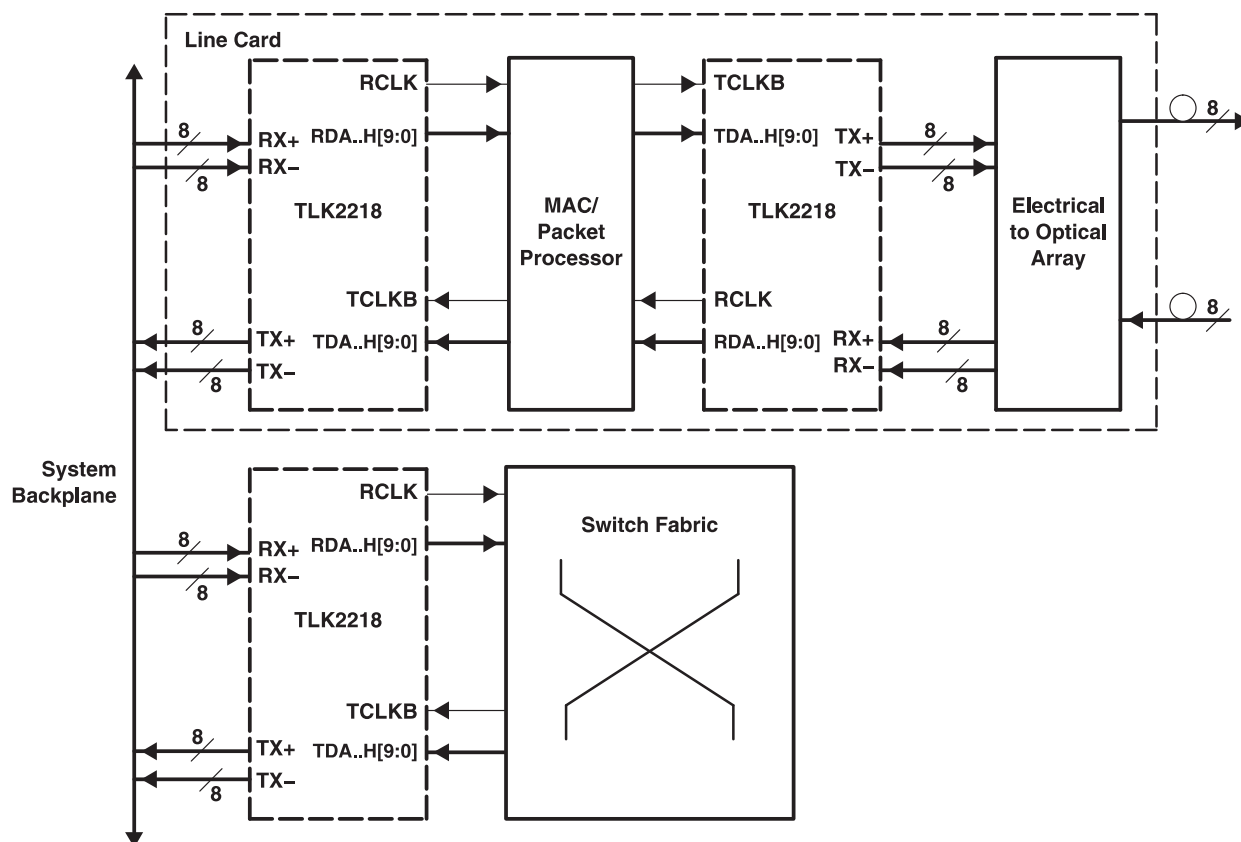 Line Card
RCLK
TCLKB
8
RX+
RDA..H[9:0]
TDA..H[9:0]
TX+
8
8
RX–
8
TX–
8
TLK2218
MAC/
Packet
Processor
TLK2218
Electrical
to Optical
Array
TCLKB
RCLK
8
8
TX+
TDA..H[9:0]
RDA..H[9:0]
RX+
8
TX–
8
RX–
8
System
Backplane
RCLK
Switch Fabric
8
RX+
RDA..H[9:0]
RX–
8
TLK2218
TCLKB
8
TX+
TDA..H[9:0]
TX–
8